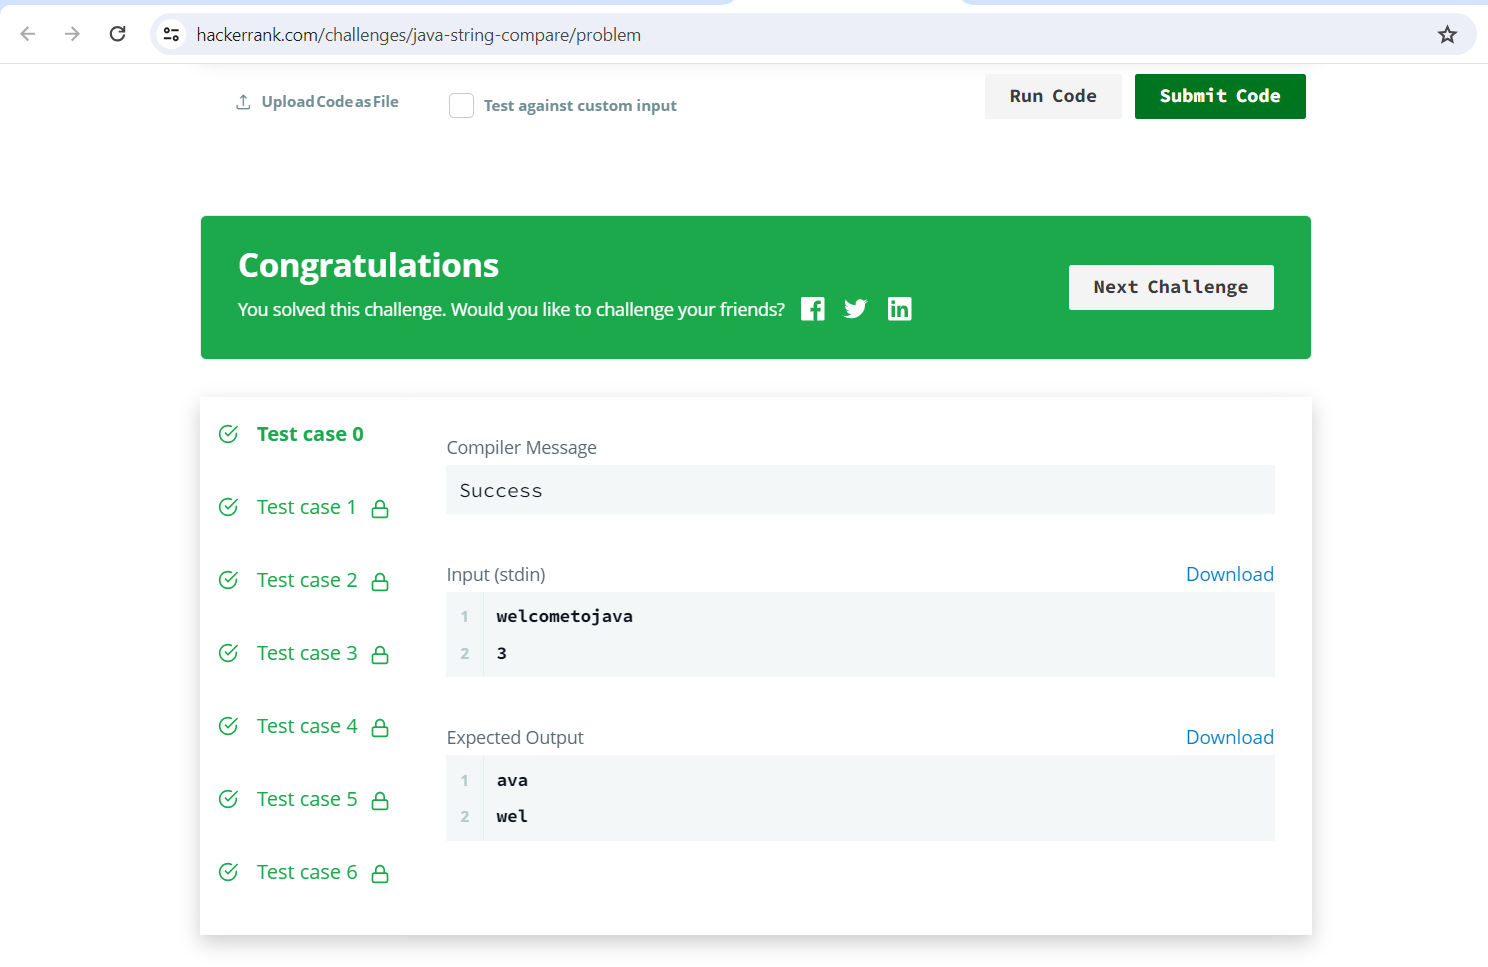 hackerrank.com/challenges/java-string-compare/problem
Upload Code as File
Test against custom input
Run Code
Submit Code
Congratulations
You solved this challenge. Would you like to challenge your friends?
Next Challenge
Test case 0
Test case 1
Test case 2
Test case 3
Test case 4
Test case 5
Test case 6
Compiler Message
Success
Input (stdin)
Download
1 welcometojava
2 3
Expected Output
Download
1 ava
2 wel